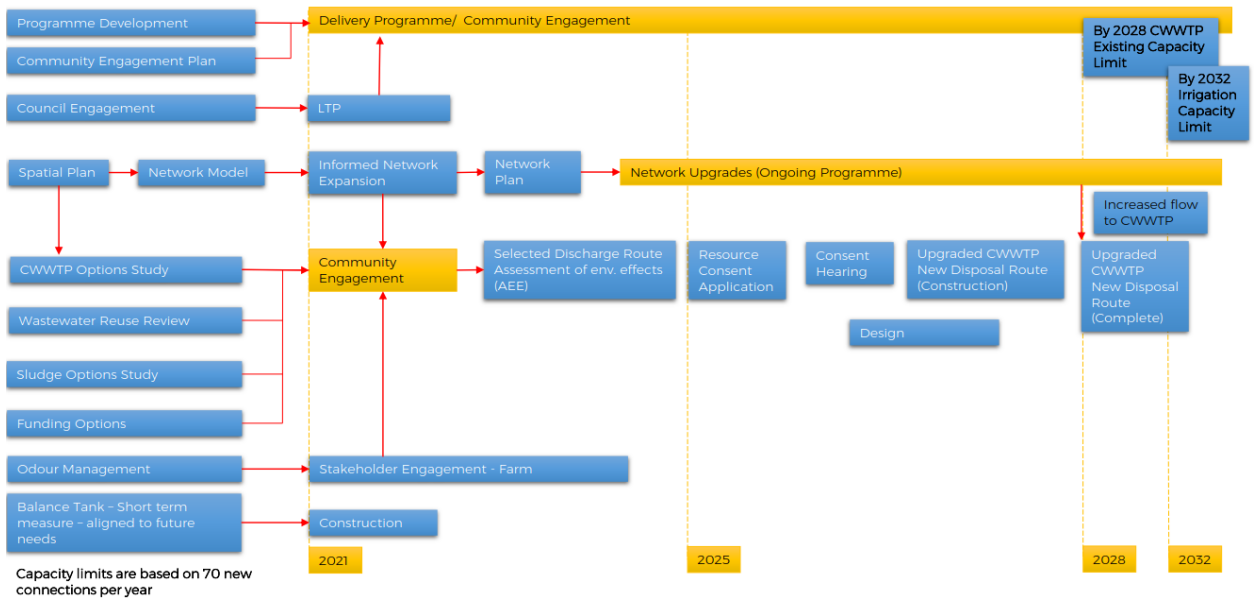 Programme Development
Delivery Programme/ Community Engagement
By 2028 CWWTP
Existing Capacity
Limit
Community Engagement Plan
By 2032
Irrigation
Capacity
Limit
Council Engagement
LTP
Spatial Plan
Network Model
Informed Network
Expansion
Network
Plan
Network Upgrades (Ongoing Programme)
Increased flow
to CWWTP
CWWTP Options Study
Community
Engagement
Selected Discharge Route
Assessment of env. effects
(AEE)
Resource
Consent
Application
Consent
Hearing
Upgraded CWWTP
New Disposal Route
(Construction)
Upgraded
CWWTP
New Disposal
Route
(Complete)
Wastewater Reuse Review
Design
Sludge Options Study
Funding Options
Odour Management
Stakeholder Engagement - Farm
Balance Tank – Short term
measure – aligned to future
needs
Construction
2021
2025
2028
2032
Capacity limits are based on 70 new
connections per year